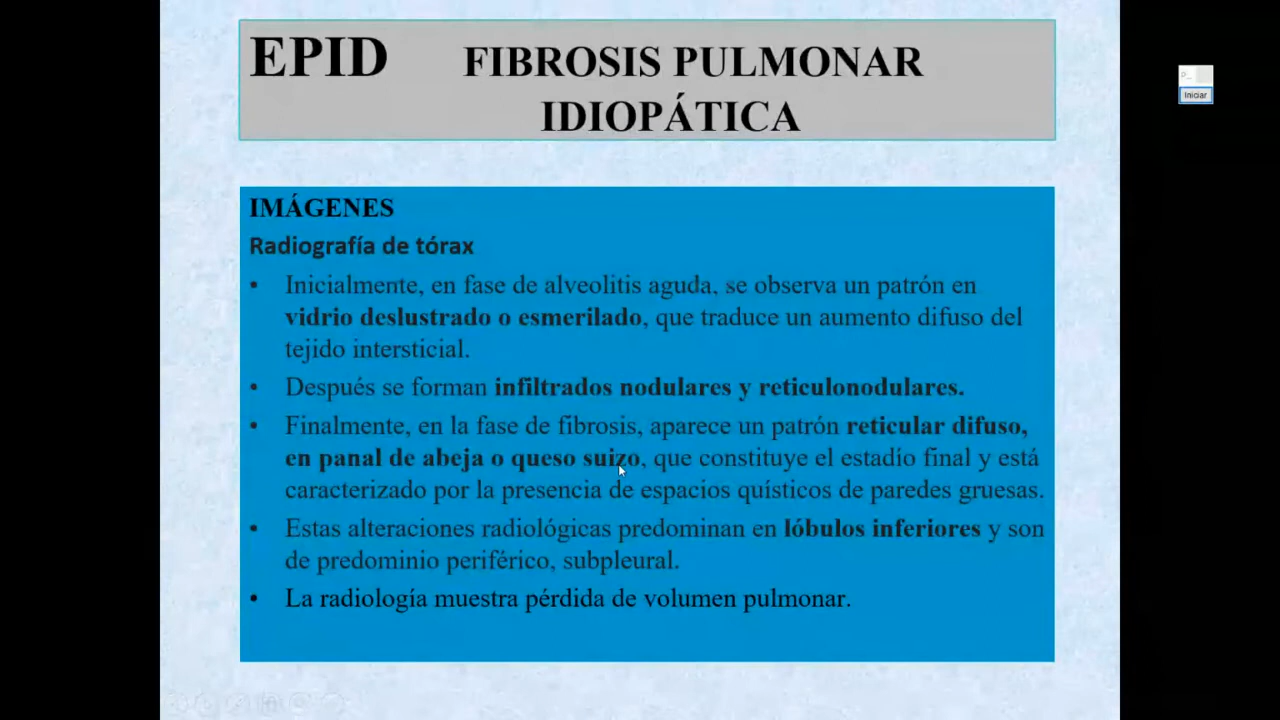 EPID FIBROSIS PULMONAR
IDIOPÁTICA
IMÁGENES
Radiografía de tórax
• Inicialmente, en fase de alveolitis aguda, se observa un patrón en
vidrio deslustrado o esmerilado, que traduce un aumento difuso del
tejido intersticial.
• Después se forman infiltrados nodulares y reticulonodulares.
• Finalmente, en la fase de fibrosis, aparece un patrón reticular difuso,
en panal de abeja o queso suizo, que constituye el estadío final y está
caracterizado por la presencia de espacios quísticos de paredes gruesas.
• Estas alteraciones radiológicas predominan en lóbulos inferiores y son
de predominio periférico, subpleural.
• La radiología muestra pérdida de volumen pulmonar.
P_
Iniciar